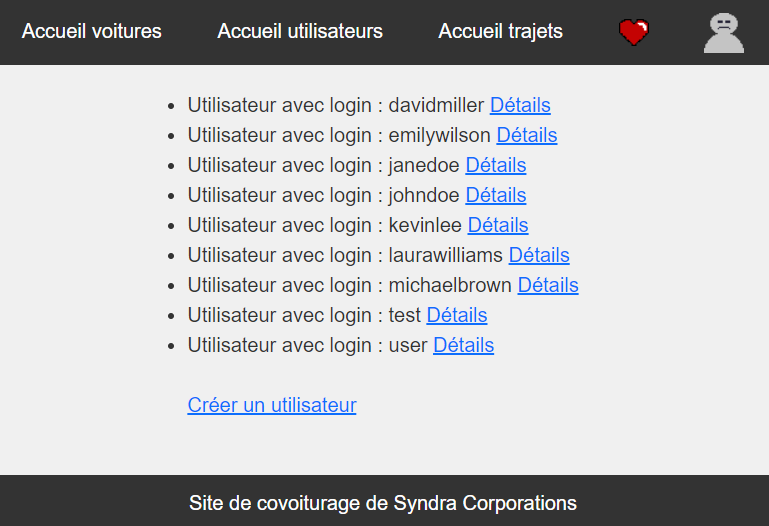 Accueil voitures Accueil utilisateurs Accueil trajets
Utilisateur avec login : davidmiller Détails
Utilisateur avec login : emilywilson Détails
Utilisateur avec login : janedoe Détails
Utilisateur avec login : johndoe Détails
Utilisateur avec login : kevinlee Détails
Utilisateur avec login : laurawilliams Détails
Utilisateur avec login : michaelbrown Détails
Utilisateur avec login : test Détails
Utilisateur avec login : user Détails
Créer un utilisateur
Site de covoiturage de Syndra Corporations